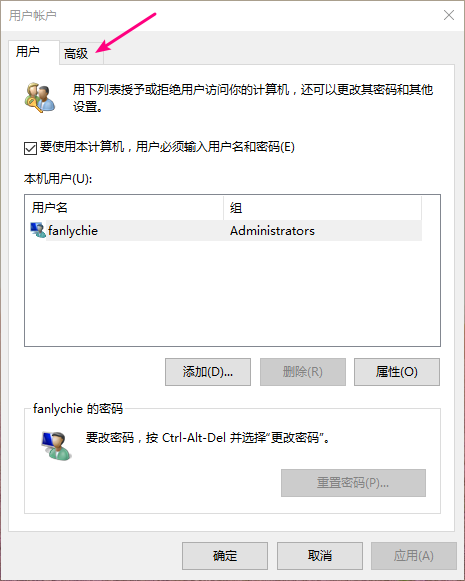 用户帐户
用户
高级
用下列表授予或拒绝用户访问你的计算机，还可以更改其密码和其他
设置。
要使用本计算机，用户必须输入用户名和密码(E)
本机用户(U):
用户名 组
fanlychie Administrators
添加(D)... 删除(R) 属性(O)
fanlychie 的密码
要改密码，按 Ctrl-Alt-Del 并选择“更改密码”。
重置密码(P)...
确定 取消 应用(A)